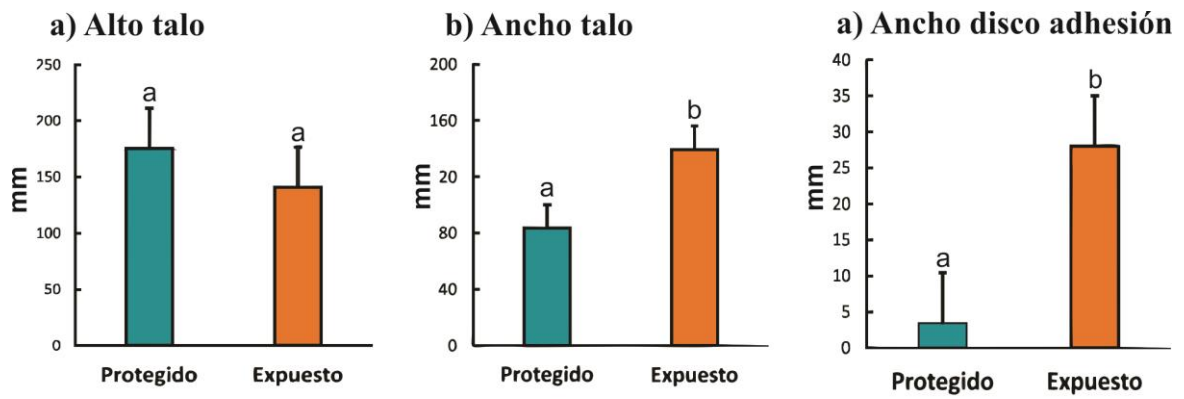 a) Alto talo
250
200
150
100
50
0
mm
a
a
Protegido
Expuesto
b) Ancho talo
200
160
20
80
40
0
mm
a
b
Protegido
Expuesto
a) Ancho disco adhesión
40
35
30
25
20
15
10
5
0
mm
a
b
Protegido
Expuesto